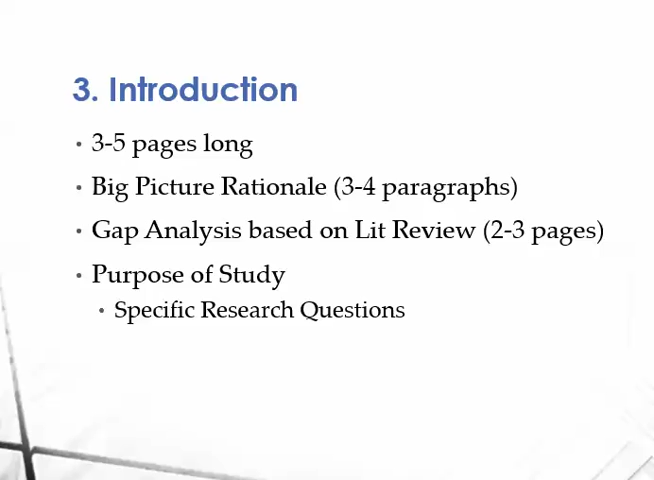 3. Introduction
• 3-5 pages long
• Big Picture Rationale (3-4 paragraphs)
• Gap Analysis based on Lit Review (2-3 pages)
• Purpose of Study
• Specific Research Questions